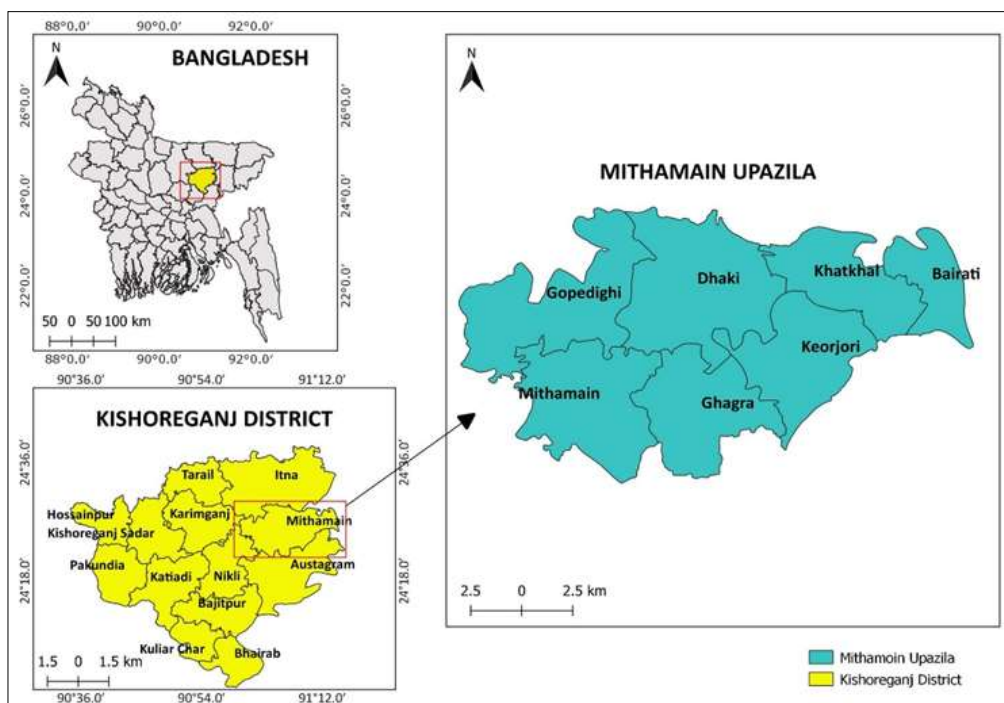 88°0.0' 90°0.0' 92°0.0'
N
BANGLADESH
26°0.0'
24°0.0'
22°0.0'
26°0.0'
24°0.0'
22°0.0'
50 0 50 100 km
88°0.0' 90°0.0' 92°0.0'
90°36.0' 90°54.0' 91°12.0'
N
KISHOREGANJ DISTRICT
24°36.0'
24°18.0'
24°36.0'
24°18.0'
Tarail
Itna
Hossainpur
Karimganj
Mithamain
Kishoreganj Sadar
Pakundia
Katiadi
Nikli
Austagram
Bajitpur
Kuliar Char
Bhairab
1.5 0 1.5 km
90°36.0' 90°54.0' 91°12.0'
N
MITHAMAIN UPAZILA
Gopedighi
Dhaki
Khatkhal
Bairati
Keorjori
Mithamain
Ghagra
2.5 0 2.5 km
Mithamoin Upazila
Kishoreganj District